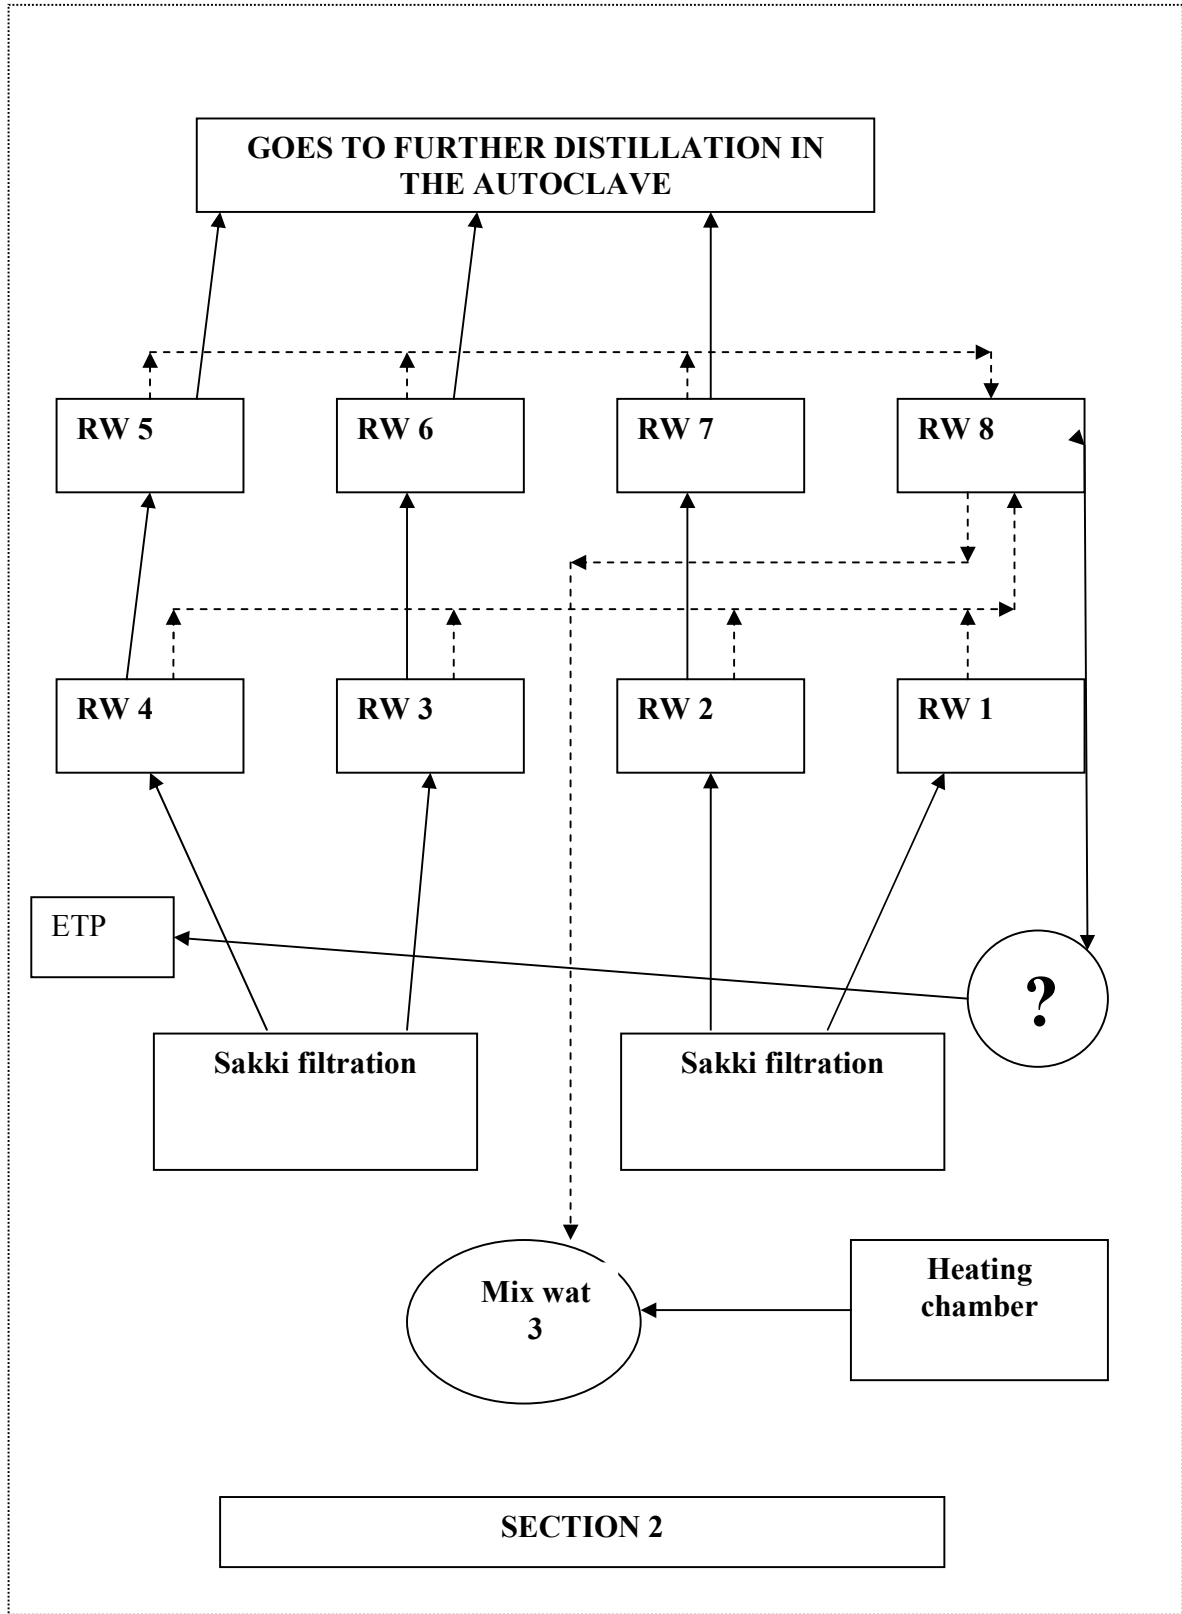 GOES TO FURTHER DISTILLATION IN
THE AUTOCLAVE
RW 5
RW 6
RW 7
RW 8
RW 4
RW 3
RW 2
RW 1
ETP
?
Sakki filtration
Sakki filtration
Mix wat
3
Heating
chamber
SECTION 2